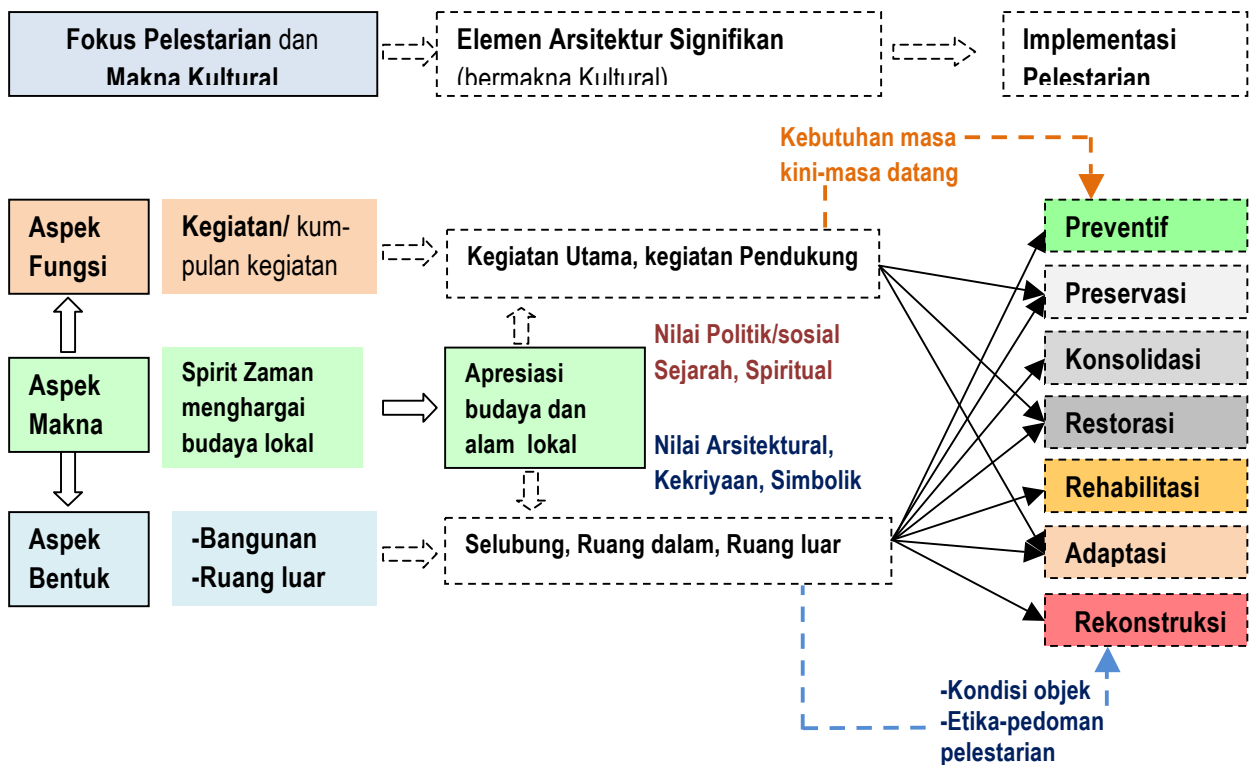 Fokus Pelestarian dan
Makna Kultural
Elemen Arsitektur Signifikan
(bermakna Kultural)
Implementasi
Pelestarian
Kebutuhan masa
kini-masa datang
Aspek
Fungsi
Kegiatan/ kum-
pulan kegiatan
Kegiatan Utama, kegiatan Pendukung
Aspek
Makna
Spirit Zaman
menghargai
budaya lokal
Apresiasi
budaya dan
alam lokal
Nilai Politik/sosial
Sejarah, Spiritual
Nilai Arsitektural,
Kekriyaan, Simbolik
Aspek
Bentuk
-Bangunan
-Ruang luar
Selubung, Ruang dalam, Ruang luar
Preventif
Preservasi
Konsolidasi
Restorasi
Rehabilitasi
Adaptasi
Rekonstruksi
-Kondisi objek
-Etika-pedoman
pelestarian